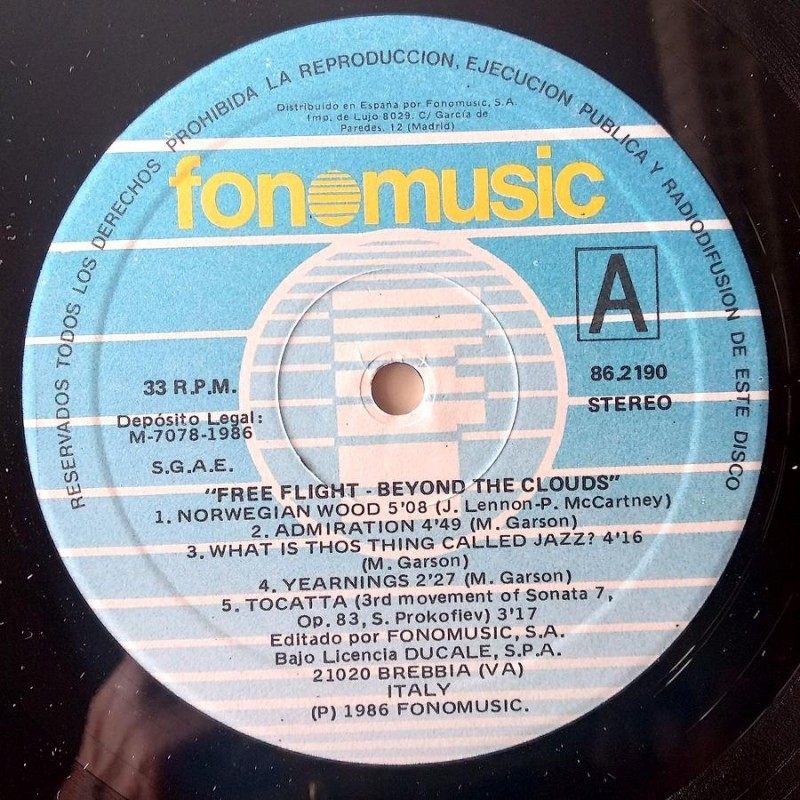 RESERVADOS TODOS LOS DERECHOS PROHIBIDA LA REPRODUCCION, EJECUCION PUBLICA Y RADIODIFUSION DE ESTE DISCO
Distribuido en España por Fonomusic, S.A.
Imp. de Lujo 8029. C/ García de
Paredes, 12 (Madrid)
fonomusic
A
33 R.P.M.
86.2190
Depósito Legal:
M-7078-1986
STEREO
S.G.A.E.
"FREE FLIGHT - BEYOND THE CLOUDS"
1. NORWEGIAN WOOD 5'08 (J. Lennon-P. McCartney)
2. ADMIRATION 4'49 (M. Garson)
3. WHAT IS THOS THING CALLED JAZZ? 4'16
(M. Garson)
4. YEARNINGS 2'27 (M. Garson)
5. TOCATTA (3rd movement of Sonata 7,
Op. 83, S. Prokofiev) 3'17
Editado por FONOMUSIC, S.A.
Bajo Licencia DUCALE, S.P.A.
21020 BREBBIA (VA)
ITALY
(P) 1986 FONOMUSIC.